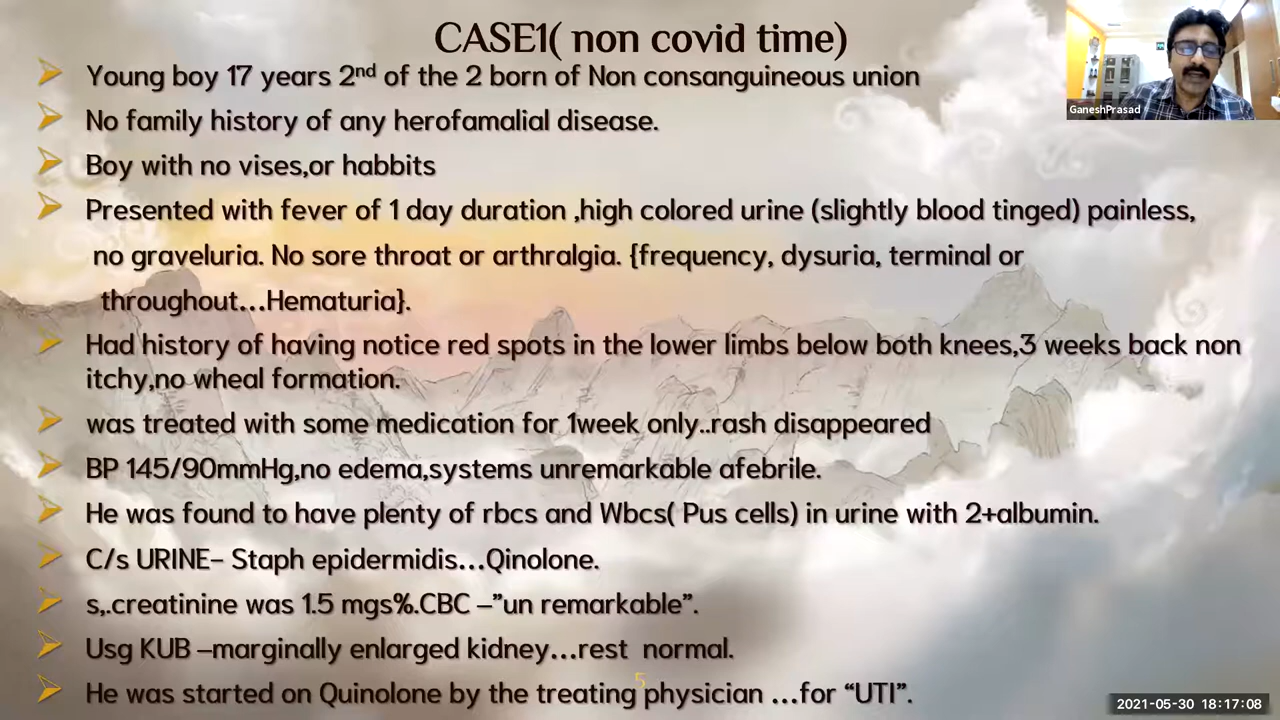 CASE1( non covid time)
Young boy 17 years 2nd of the 2 born of Non consanguineous union
No family history of any herofamalial disease.
Boy with no vises,or habbits
Presented with fever of 1 day duration ,high colored urine (slightly blood tinged) painless,
no graveluria. No sore throat or arthralgia. {frequency, dysuria, terminal or
throughout...Hematuria}.
Had history of having notice red spots in the lower limbs below both knees,3 weeks back non
itchy,no wheal formation.
was treated with some medication for 1week only..rash disappeared
BP 145/90mmHg,no edema,systems unremarkable afebrile.
He was found to have plenty of rbcs and Wbcs( Pus cells) in urine with 2+albumin.
C/s URINE- Staph epidermidis...Qinolone.
s,.creatinine was 1.5 mgs%.CBC –"un remarkable".
Usg KUB –marginally enlarged kidney...rest normal.
He was started on Quinolone by the treating physician ...for "UTI".
5
GaneshPrasad
2021-05-30 18:17:08